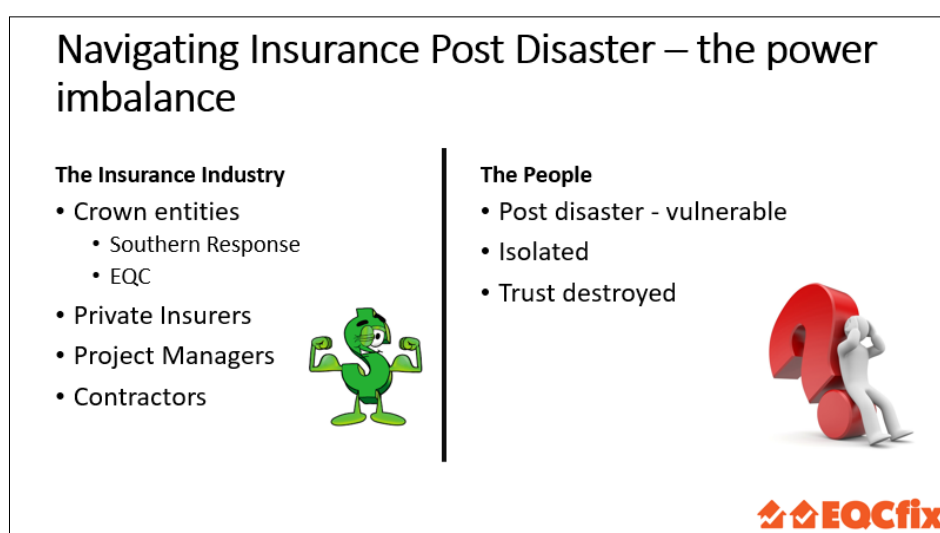 Navigating Insurance Post Disaster – the power
imbalance
The Insurance Industry
• Crown entities
• Southern Response
• EQC
• Private Insurers
• Project Managers
• Contractors
The People
• Post disaster - vulnerable
• Isolated
• Trust destroyed
EQCfix